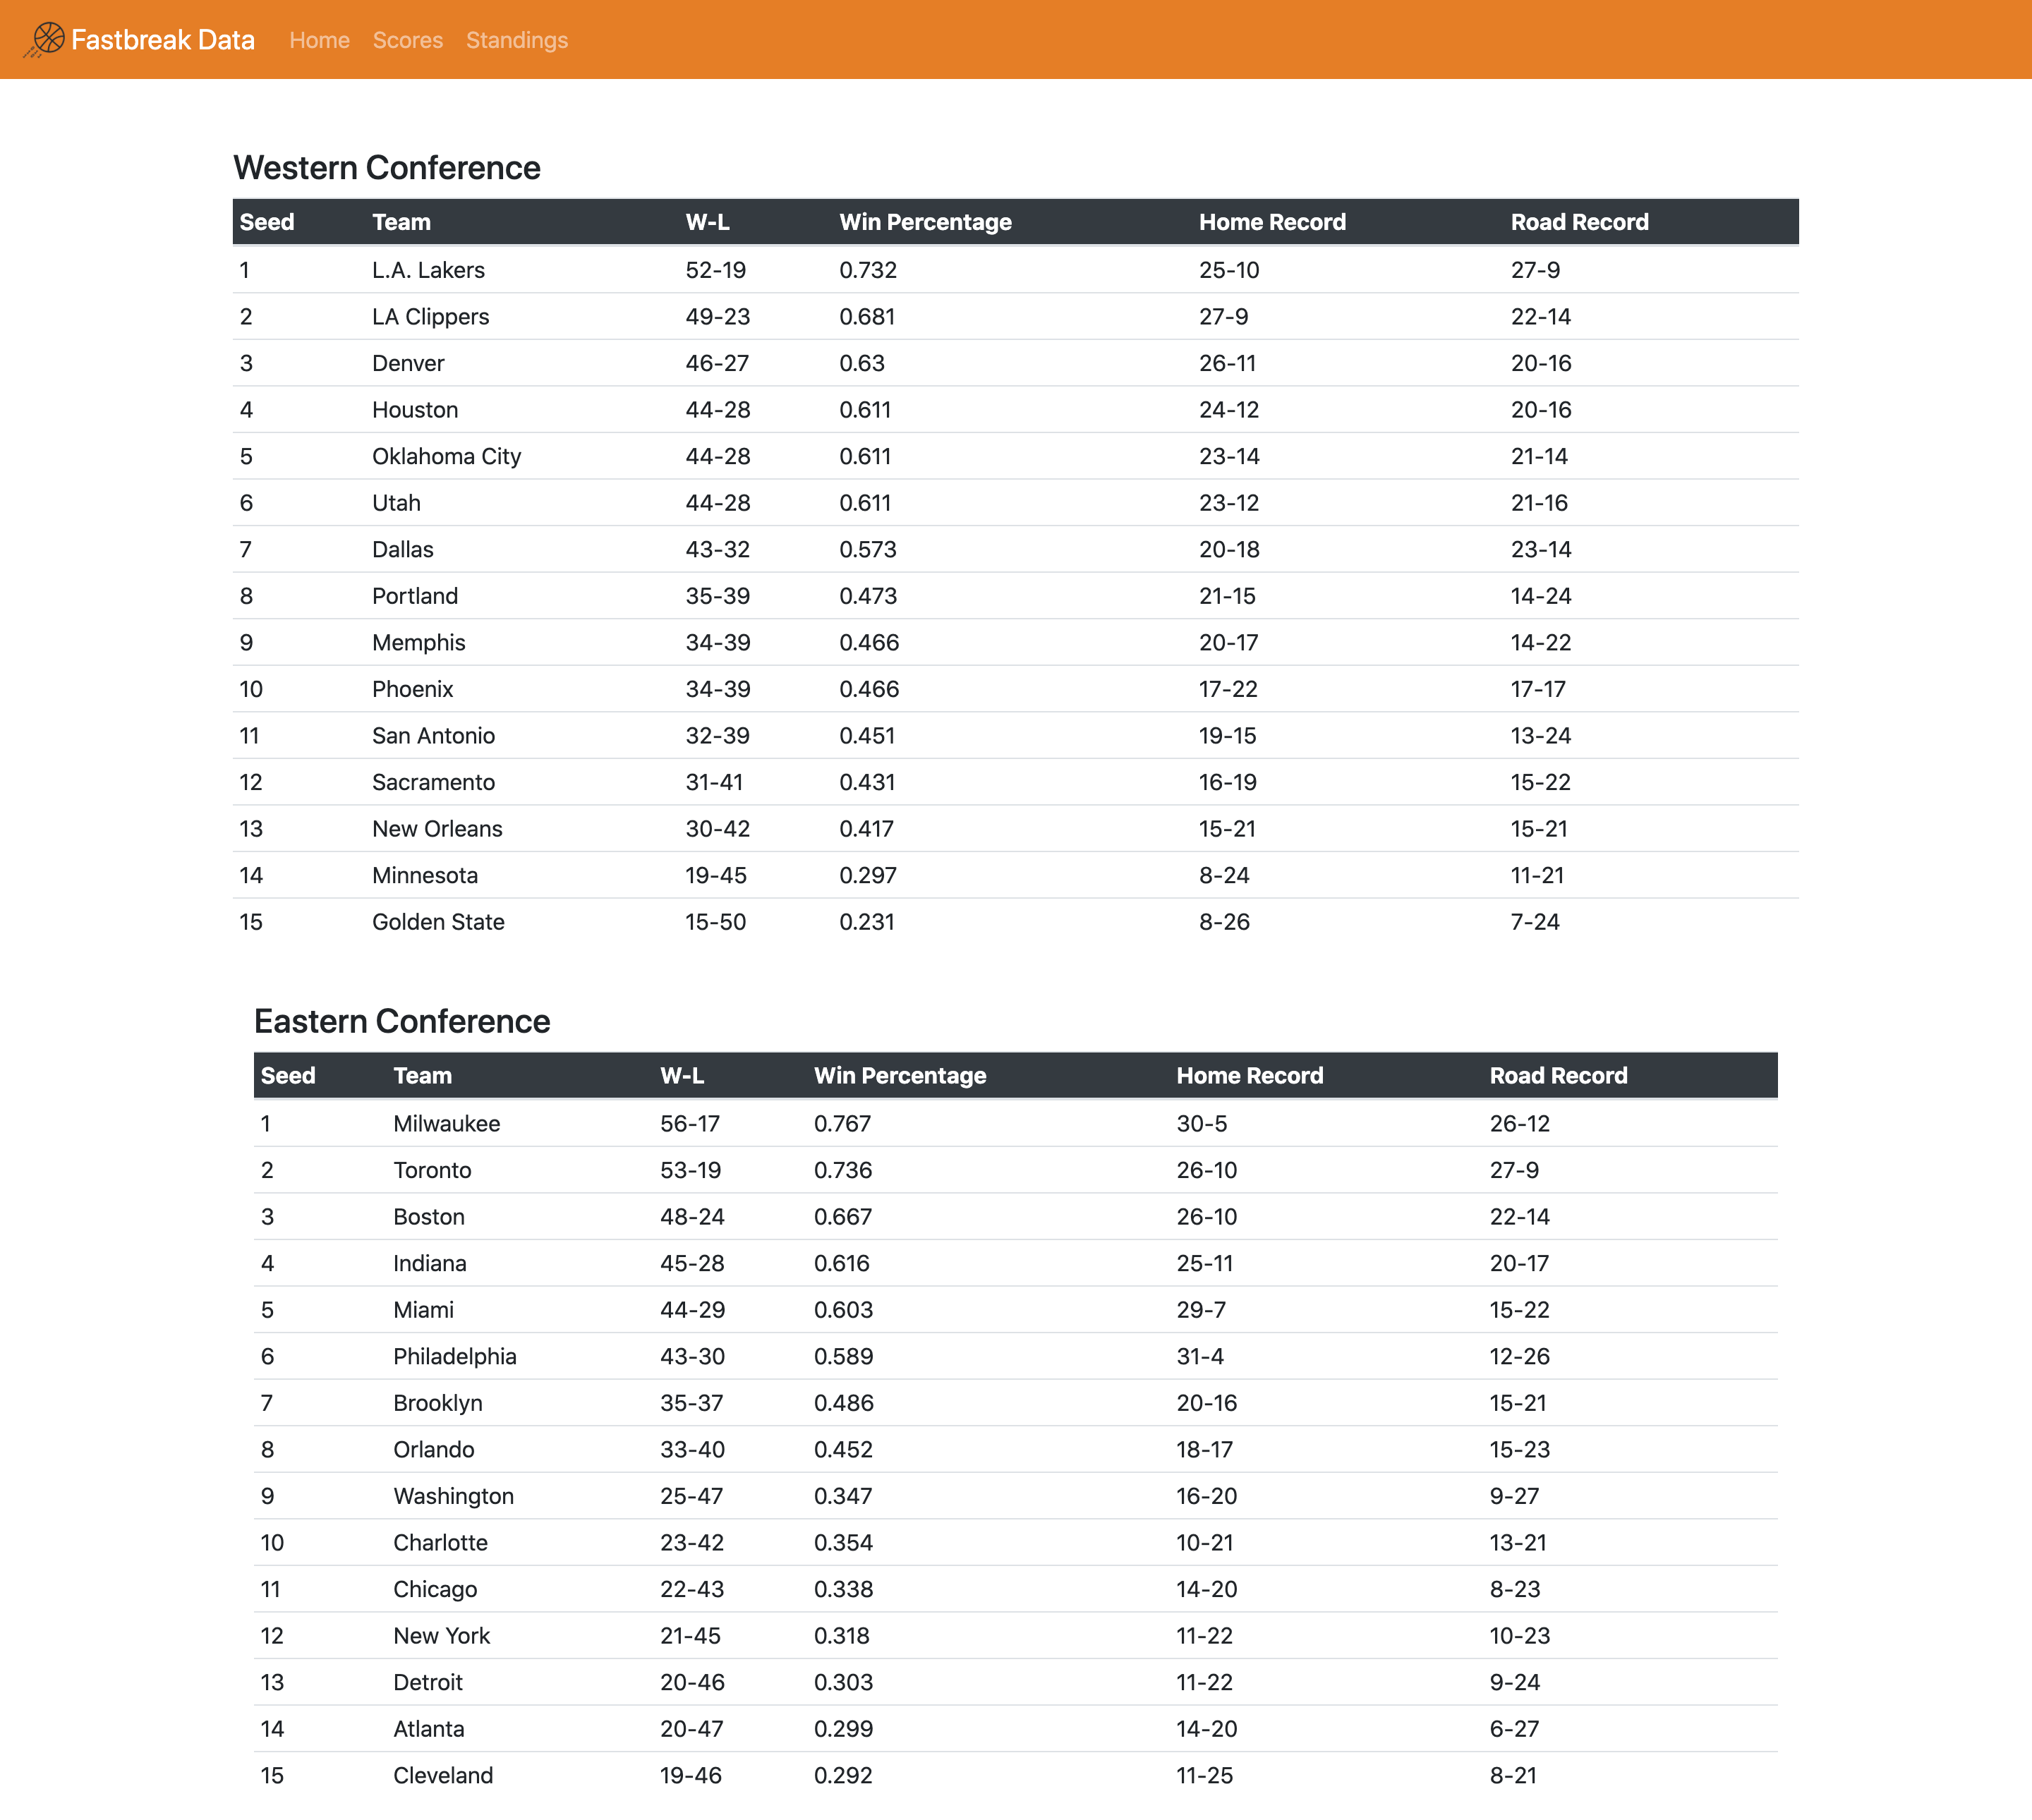 Fastbreak Data Home Scores Standings
Western Conference
Seed Team W-L Win Percentage Home Record Road Record
1 L.A. Lakers 52-19 0.732 25-10 27-9
2 LA Clippers 49-23 0.681 27-9 22-14
3 Denver 46-27 0.63 26-11 20-16
4 Houston 44-28 0.611 24-12 20-16
5 Oklahoma City 44-28 0.611 23-14 21-14
6 Utah 44-28 0.611 23-12 21-16
7 Dallas 43-32 0.573 20-18 23-14
8 Portland 35-39 0.473 21-15 14-24
9 Memphis 34-39 0.466 20-17 14-22
10 Phoenix 34-39 0.466 17-22 17-17
11 San Antonio 32-39 0.451 19-15 13-24
12 Sacramento 31-41 0.431 16-19 15-22
13 New Orleans 30-42 0.417 15-21 15-21
14 Minnesota 19-45 0.297 8-24 11-21
15 Golden State 15-50 0.231 8-26 7-24
Eastern Conference
Seed Team W-L Win Percentage Home Record Road Record
1 Milwaukee 56-17 0.767 30-5 26-12
2 Toronto 53-19 0.736 26-10 27-9
3 Boston 48-24 0.667 26-10 22-14
4 Indiana 45-28 0.616 25-11 20-17
5 Miami 44-29 0.603 29-7 15-22
6 Philadelphia 43-30 0.589 31-4 12-26
7 Brooklyn 35-37 0.486 20-16 15-21
8 Orlando 33-40 0.452 18-17 15-23
9 Washington 25-47 0.347 16-20 9-27
10 Charlotte 23-42 0.354 10-21 13-21
11 Chicago 22-43 0.338 14-20 8-23
12 New York 21-45 0.318 11-22 10-23
13 Detroit 20-46 0.303 11-22 9-24
14 Atlanta 20-47 0.299 14-20 6-27
15 Cleveland 19-46 0.292 11-25 8-21